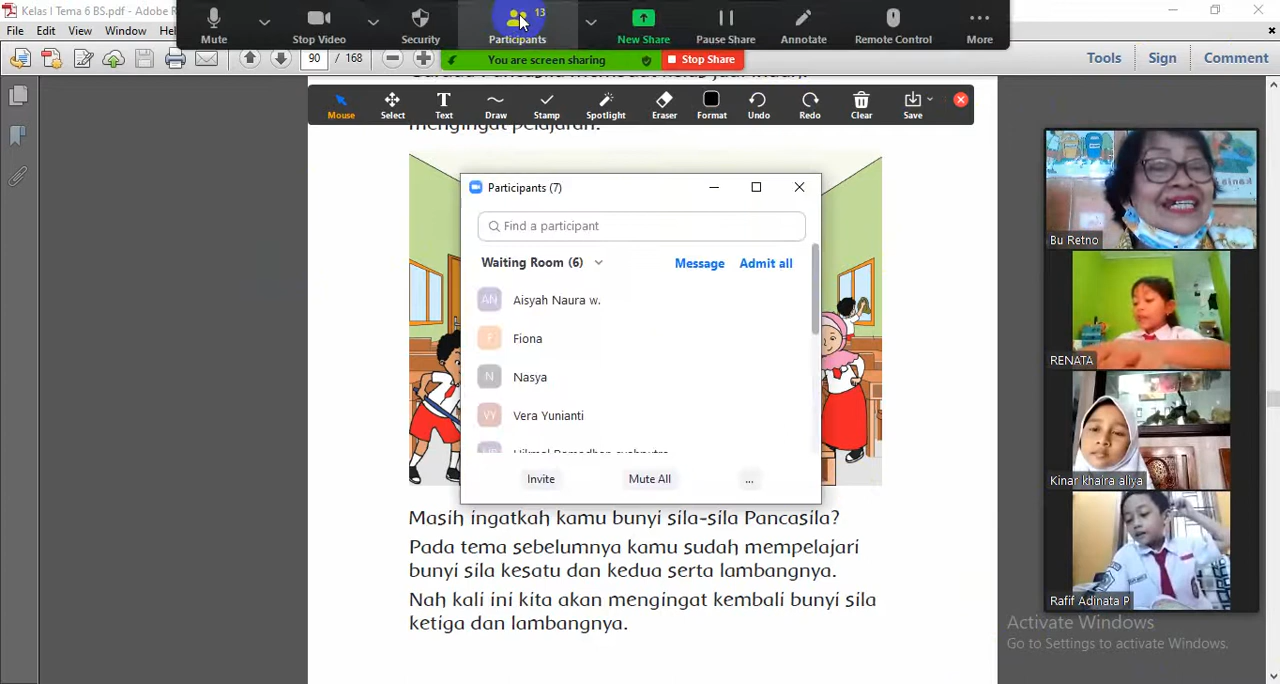 Kelas I Tema 6 BS.pdf - Adobe R
File Edit View Window
Mute Stop Video Security Participants 13 New Share Pause Share Annotate Remote Control More
90 / 168
You are screen sharing Stop Share
Tools Sign Comment
Mouse Select Text Draw Stamp Spotlight Eraser Format Undo Redo Clear Save
mengingat pelajaran.
Participants (7)
Find a participant
Waiting Room (6) Message Admit all
AN Aisyah Naura w.
F Fiona
N Nasya
VY Vera Yunianti
Invite Mute All ...
Masih ingatkah kamu bunyi sila-sila Pancasila?
Pada tema sebelumnya kamu sudah mempelajari
bunyi sila kesatu dan kedua serta lambangnya.
Nah kali ini kita akan mengingat kembali bunyi sila
ketiga dan lambangnya.
Bu Retno
RENATA
Kinar khaira aliya
Rafif Adinata P
Activate Windows
Go to Settings to activate Windows.